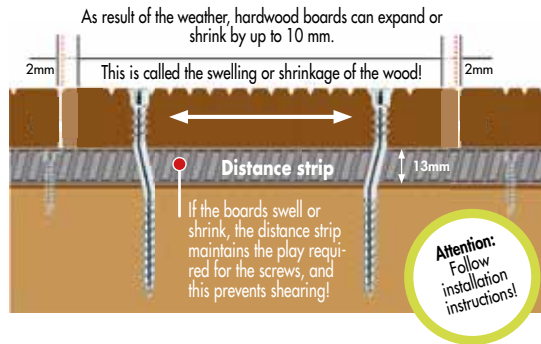 As result of the weather, hardwood boards can expand or
shrink by up to 10 mm.
2mm
This is called the swelling or shrinkage of the wood!
2mm
Distance strip
13mm
If the boards swell or
shrink, the distance strip
maintains the play requi-
red for the screws, and
this prevents shearing!
Attention:
Follow
installation
instructions!